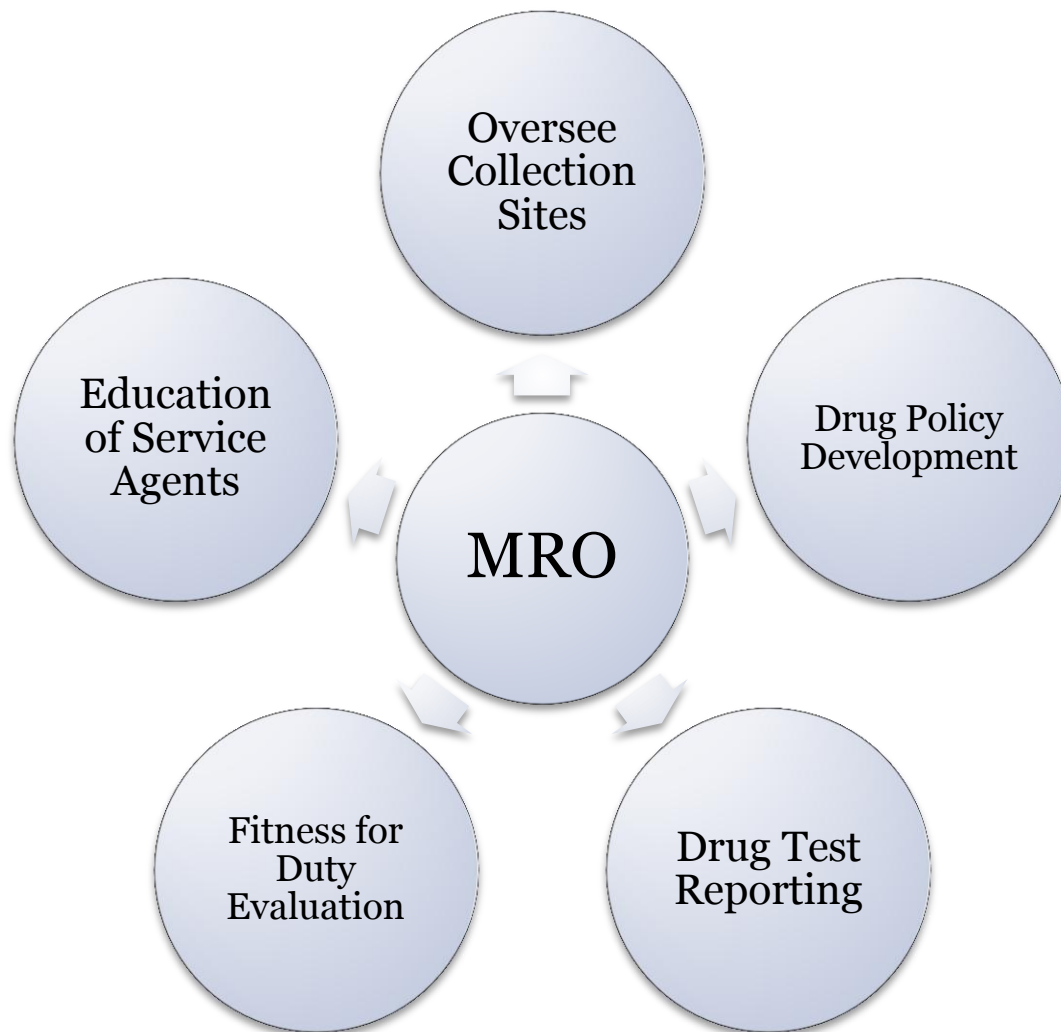 Oversee
Collection
Sites
Education
of Service
Agents
Drug Policy
Development
MRO
Fitness for
Duty
Evaluation
Drug Test
Reporting